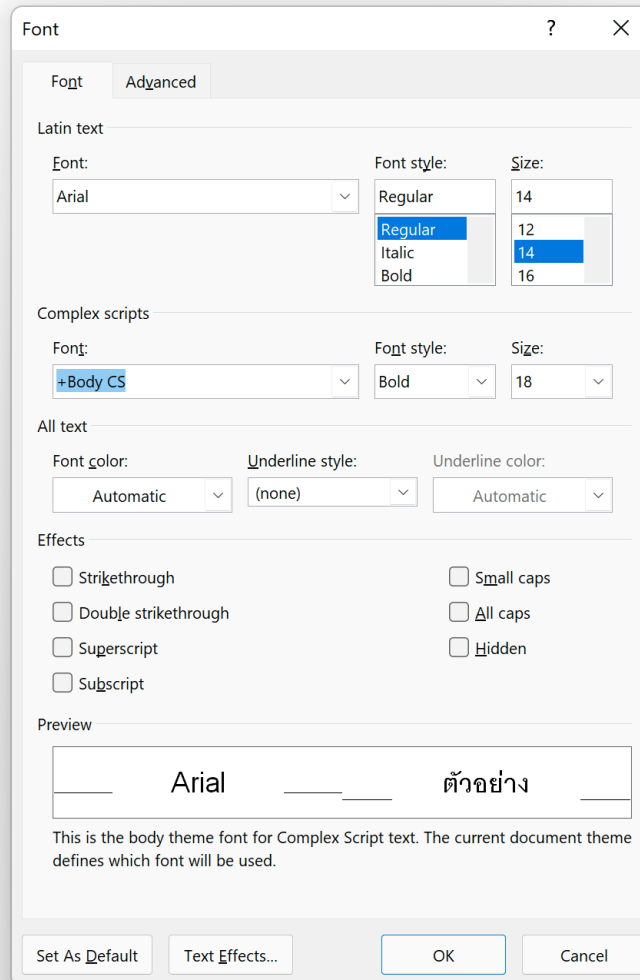 Font ?
Font Advanced
Latin text
Font: Font style: Size:
Arial Regular 14
Regular 12
Italic 14
Bold 16
Complex scripts
Font: Font style: Size:
+Body CS Bold 18
All text
Font color: Underline style: Underline color:
Automatic (none) Automatic
Effects
Strikethrough Small caps
Double strikethrough All caps
Superscript Hidden
Subscript
Preview
Arial ตัวอย่าง
This is the body theme font for Complex Script text. The current document theme
defines which font will be used.
Set As Default Text Effects... OK Cancel